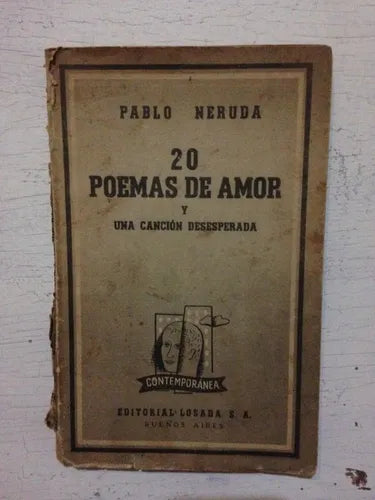 PABLO NERUDA
20
POEMAS DE AMOR
Y
UNA CANCIÓN DESESPERADA
CONTEMPORÁNEA
EDITORIAL LOSADA S. A.
BUENOS AIRES